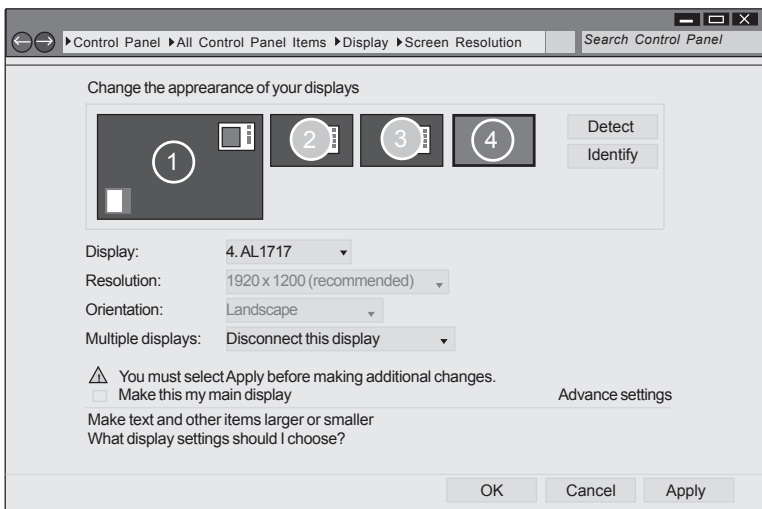 Control Panel All Control Panel Items Display Screen Resolution Search Control Panel
Change the apprearance of your displays
1 2 3 4
Detect
Identify
Display: 4. AL1717
Resolution: 1920 x 1200 (recommended)
Orientation: Landscape
Multiple displays: Disconnect this display
You must select Apply before making additional changes.
Make this my main display Advance settings
Make text and other items larger or smaller
What display settings should I choose?
OK Cancel Apply